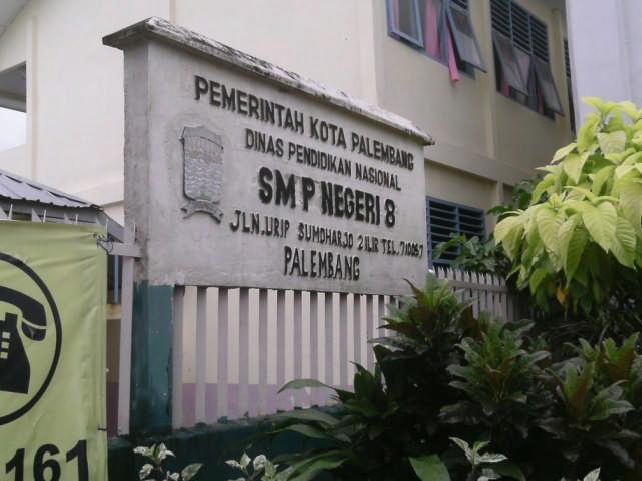 PEMERINTAH KOTA PALEMBANG
DINAS PENDIDIKAN NASIONAL
SMP NEGERI 8
JLN.URIP SUMOHARJO 2 ILIR TEL. 710057
PALEMBANG
161